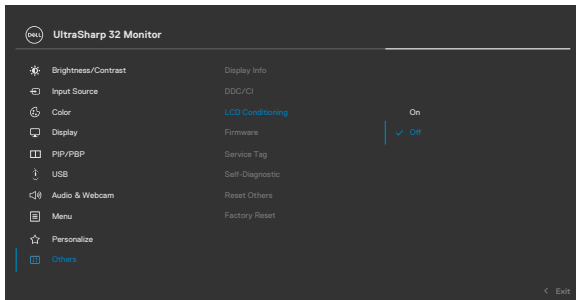 DELL UltraSharp 32 Monitor
Brightness/Contrast Display Info
Input Source DDC/CI
Color LCD Conditioning On
Display Firmware Off
PIP/PBP Service Tag
USB Self-Diagnostic
Audio & Webcam Reset Others
Menu Factory Reset
Personalize
Others
Exit